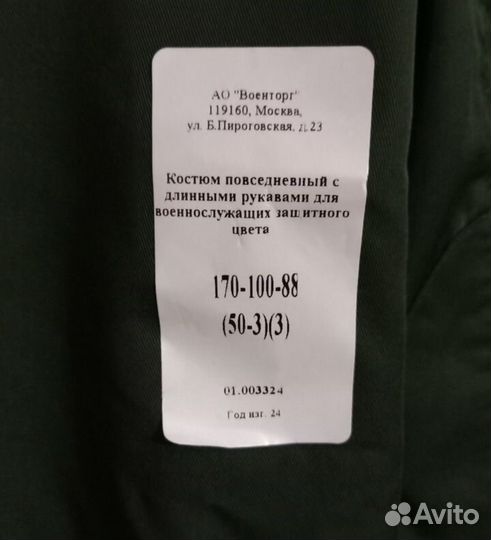 АО "Военторг"
119160, Москва,
ул. Б.Пироговская, д.23
Костюм повседневный с
длинными рукавами для
военнослужащих защитного
цвета
170-100-88
(50-3)(3)
01.003324
Год изг. 24
Avito